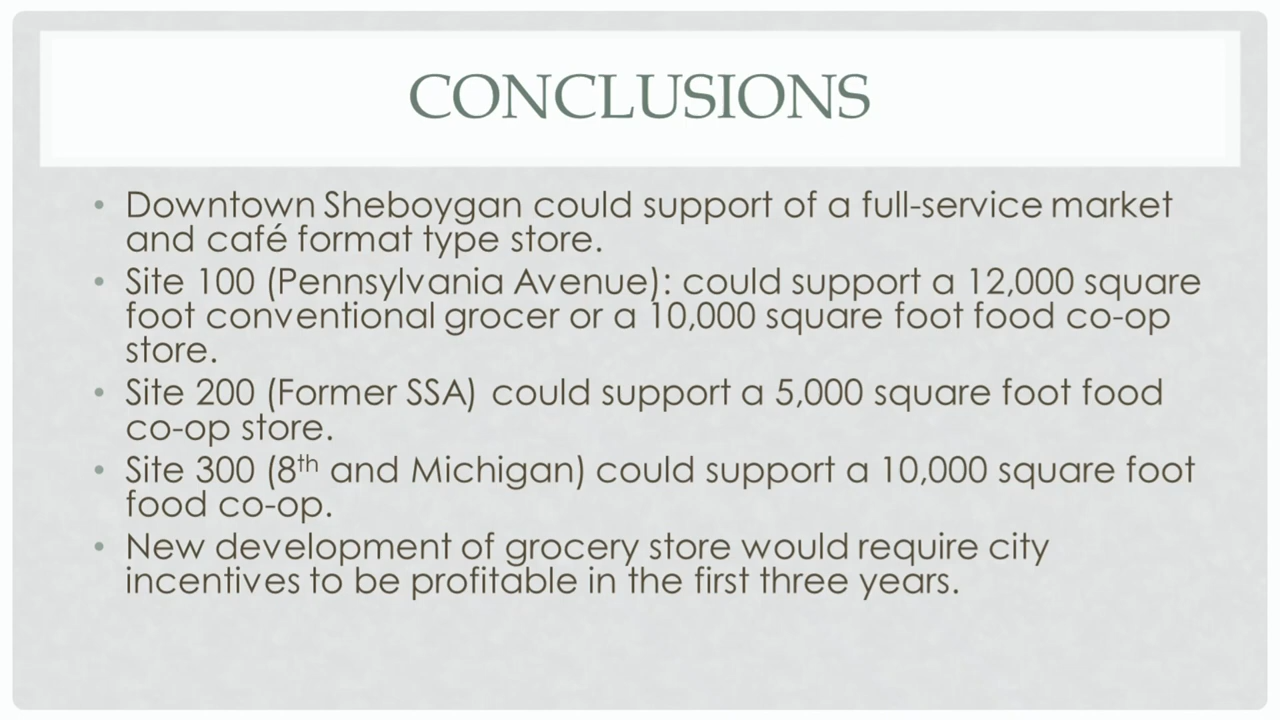 CONCLUSIONS
• Downtown Sheboygan could support of a full-service market
and café format type store.
• Site 100 (Pennsylvania Avenue): could support a 12,000 square
foot conventional grocer or a 10,000 square foot food co-op
store.
• Site 200 (Former SSA) could support a 5,000 square foot food
co-op store.
• Site 300 (8th and Michigan) could support a 10,000 square foot
food co-op.
• New development of grocery store would require city
incentives to be profitable in the first three years.